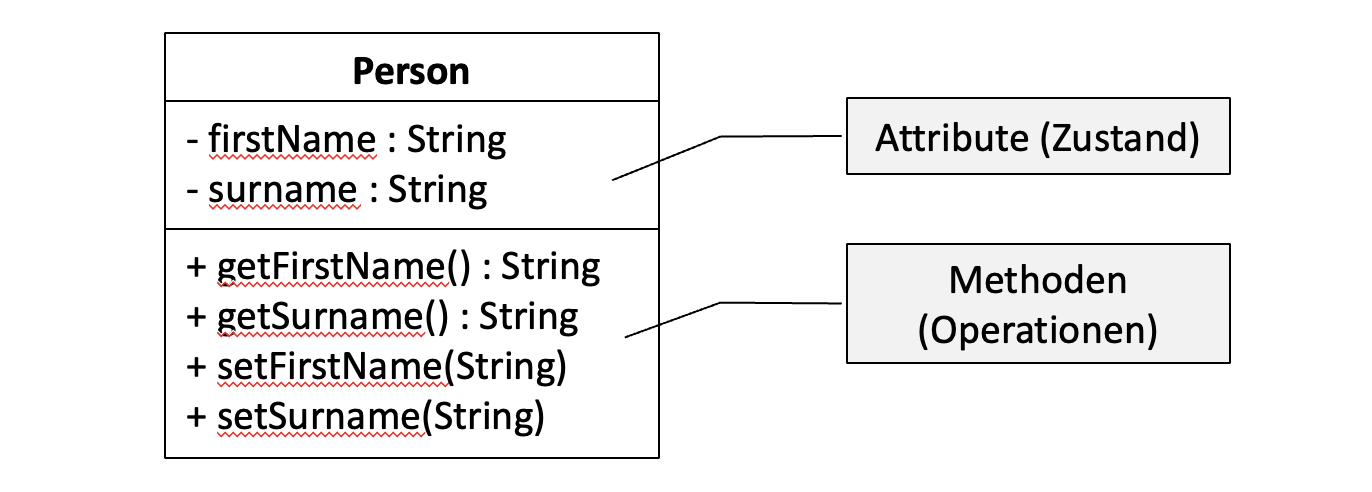 Person
- firstName : String
- surname : String
+ getFirstName() : String
+ getSurname() : String
+ setFirstName(String)
+ setSurname(String)
Attribute (Zustand)
Methoden
(Operationen)